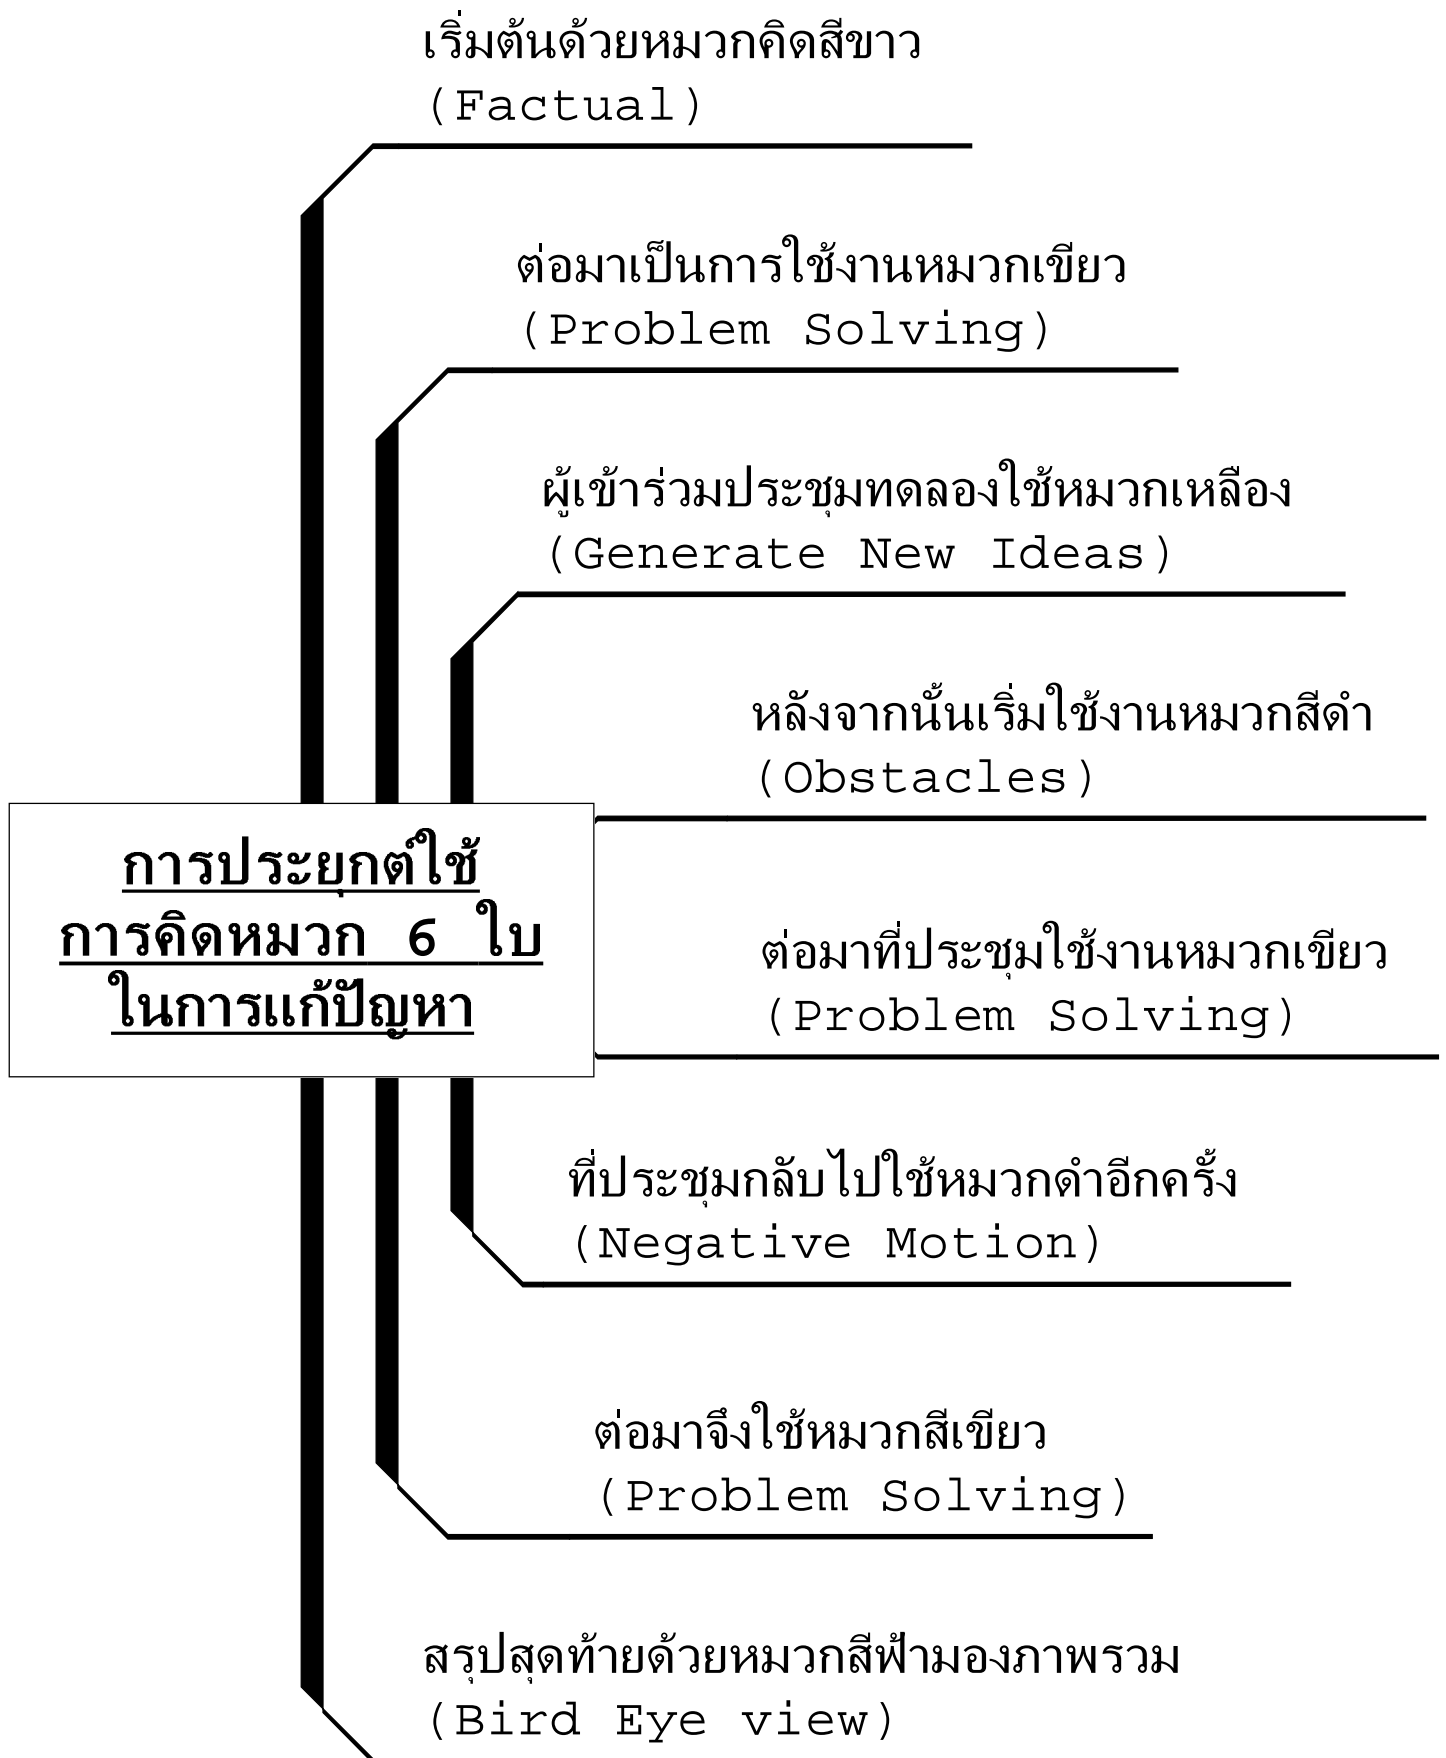 เริ่มต้นด้วยหมวกคิดสีขาว
(Factual)
ต่อมาเป็นการใช้งานหมวกเขียว
(Problem Solving)
ผู้เข้าร่วมประชุมทดลองใช้หมวกเหลือง
(Generate New Ideas)
หลังจากนั้นเริ่มใช้งานหมวกสีดำ
(Obstacles)
การประยุกต์ใช้
การคิดหมวก 6 ใบ
ในการแก้ปัญหา
ต่อมาที่ประชุมใช้งานหมวกเขียว
(Problem Solving)
ที่ประชุมกลับไปใช้หมวกดำอีกครั้ง
(Negative Motion)
ต่อมาจึงใช้หมวกสีเขียว
(Problem Solving)
สรุปสุดท้ายด้วยหมวกสีฟ้ามองภาพรวม
(Bird Eye view)